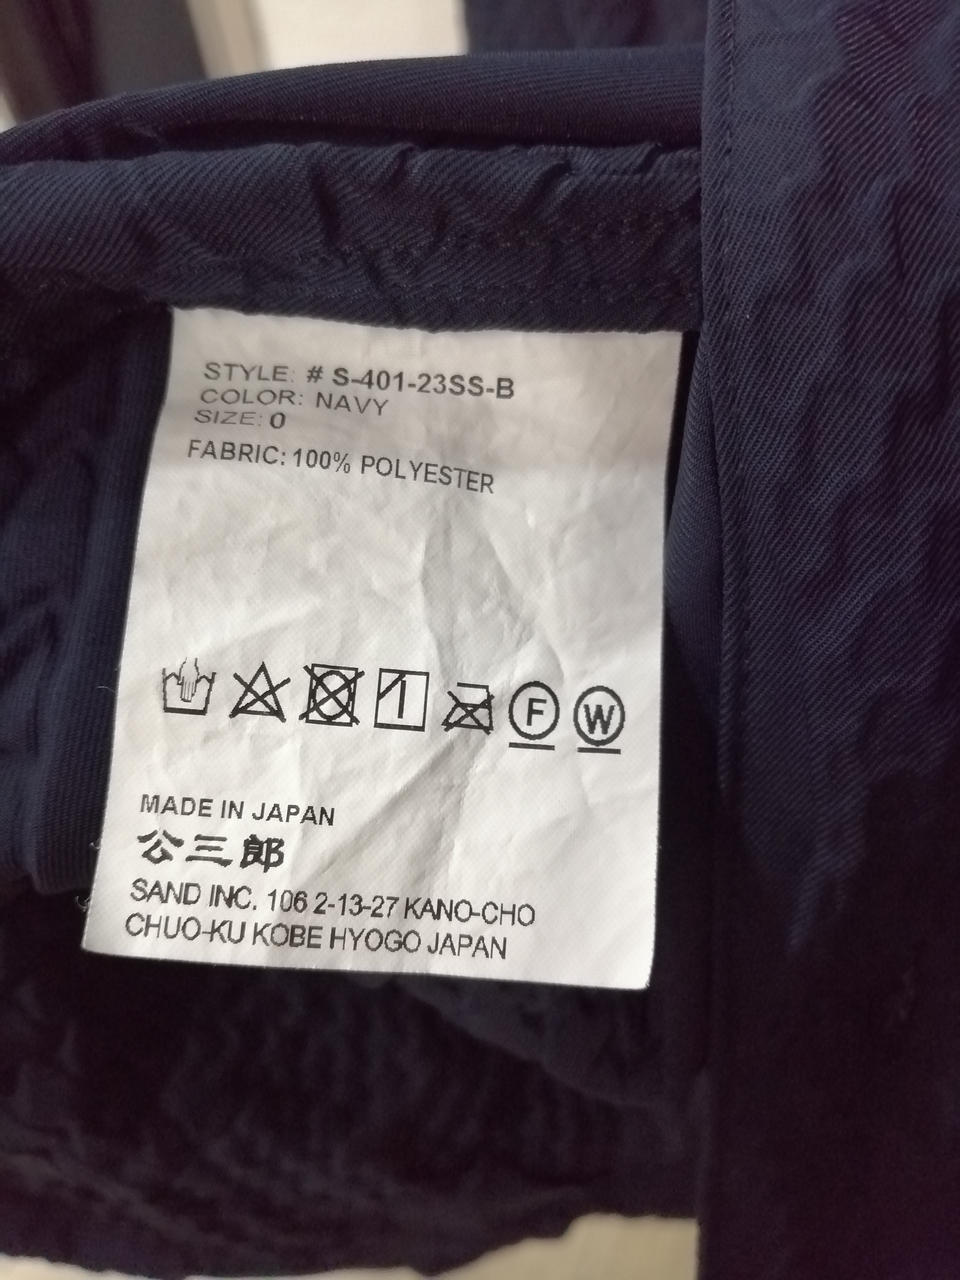 STYLE: # S-401-23SS-B
COLOR: NAVY
SIZE: 0
FABRIC: 100% POLYESTER
F W
MADE IN JAPAN
公三郎
SAND INC. 106 2-13-27 KANO-CHO
CHUO-KU KOBE HYOGO JAPAN